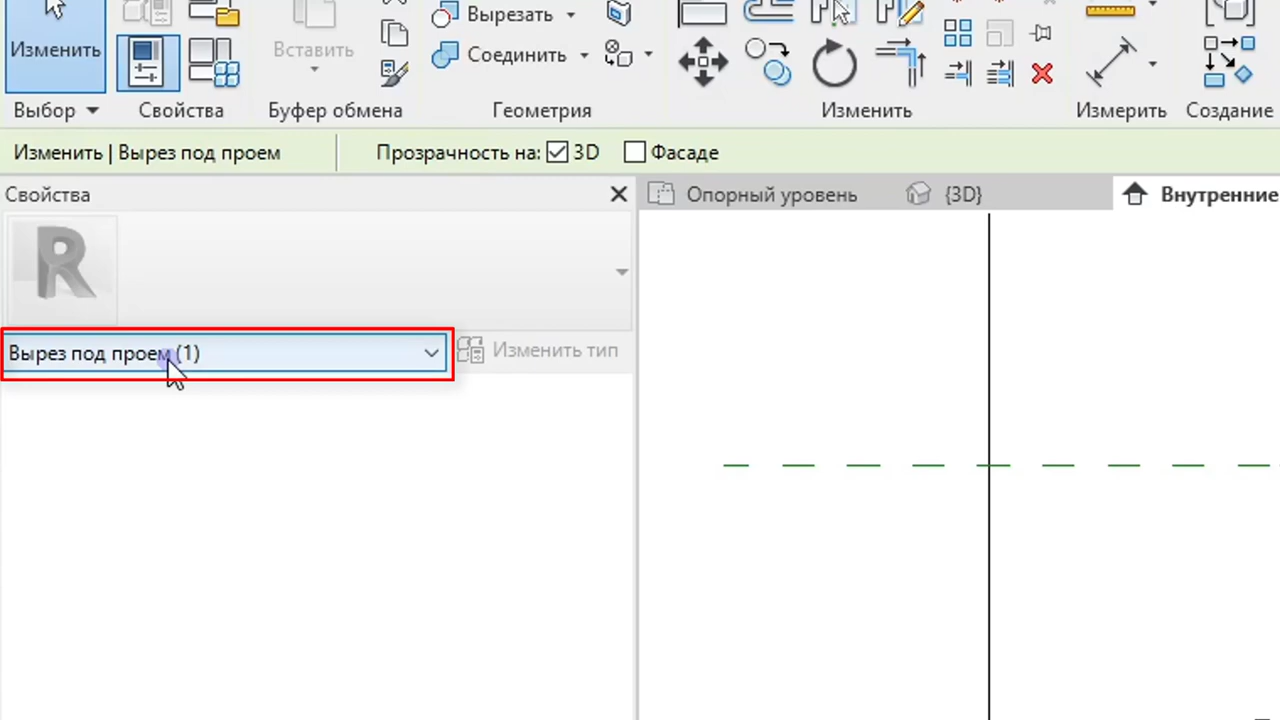 Вырезать
Изменить
Вставить
Соединить
Выбор
Свойства
Буфер обмена
Геометрия
Изменить
Измерить
Создание
Изменить | Вырез под проем
Прозрачность на:
3D
Фасаде
Свойства
Опорный уровень
{3D}
Внутренние
R
Вырез под проем (1)
Изменить тип